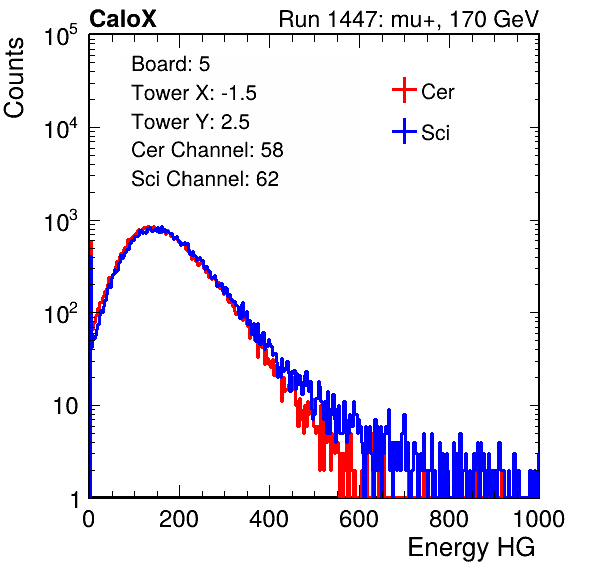 CaloX Run 1447: mu+, 170 GeV
Counts
Board: 5
Tower X: -1.5
Tower Y: 2.5
Cer Channel: 58
Sci Channel: 62
Cer
Sci
10^5
10^4
10^3
10^2
10
1
0 200 400 600 800 1000
Energy HG